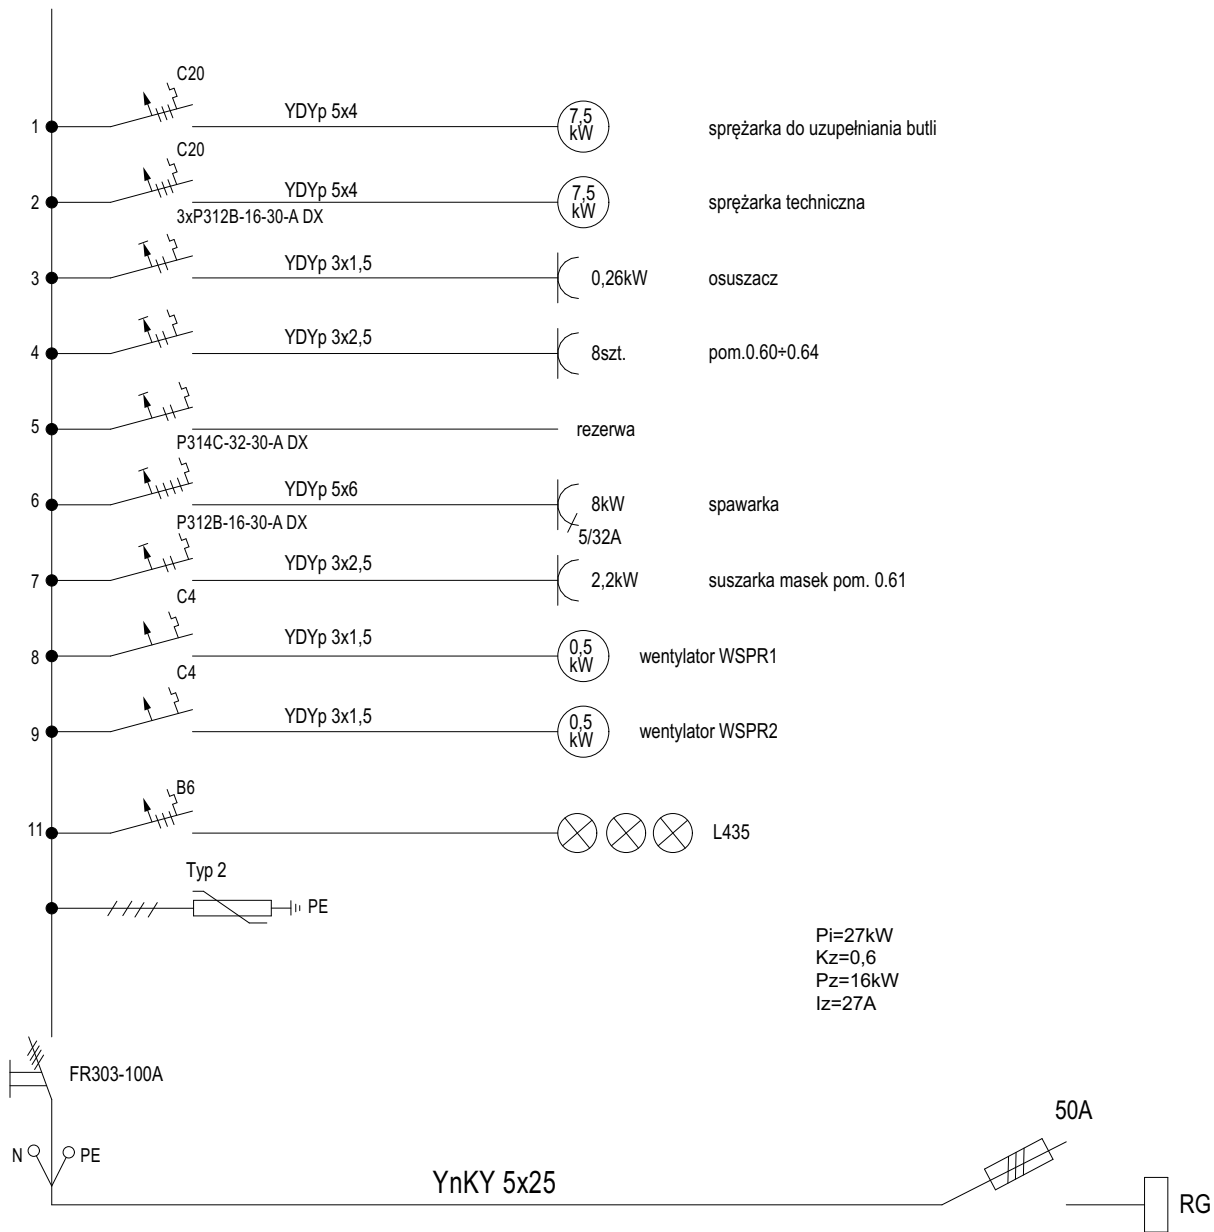 C20
1
YDYp 5x4
7,5
kW
sprężarka do uzupełniania butli
C20
2
YDYp 5x4
7,5
kW
sprężarka techniczna
3xP312B-16-30-A DX
3
YDYp 3x1,5
0,26kW
osuszacz
4
YDYp 3x2,5
8szt.
pom.0.60÷0.64
5
rezerwa
P314C-32-30-A DX
6
YDYp 5x6
8kW
spawarka
5/32A
P312B-16-30-A DX
7
YDYp 3x2,5
2,2kW
suszarka masek pom. 0.61
C4
8
YDYp 3x1,5
0,5
kW
wentylator WSPR1
C4
9
YDYp 3x1,5
0,5
kW
wentylator WSPR2
B6
11
L435
Typ 2
PE
Pi=27kW
Kz=0,6
Pz=16kW
Iz=27A
FR303-100A
50A
N
PE
YnKY 5x25
RG